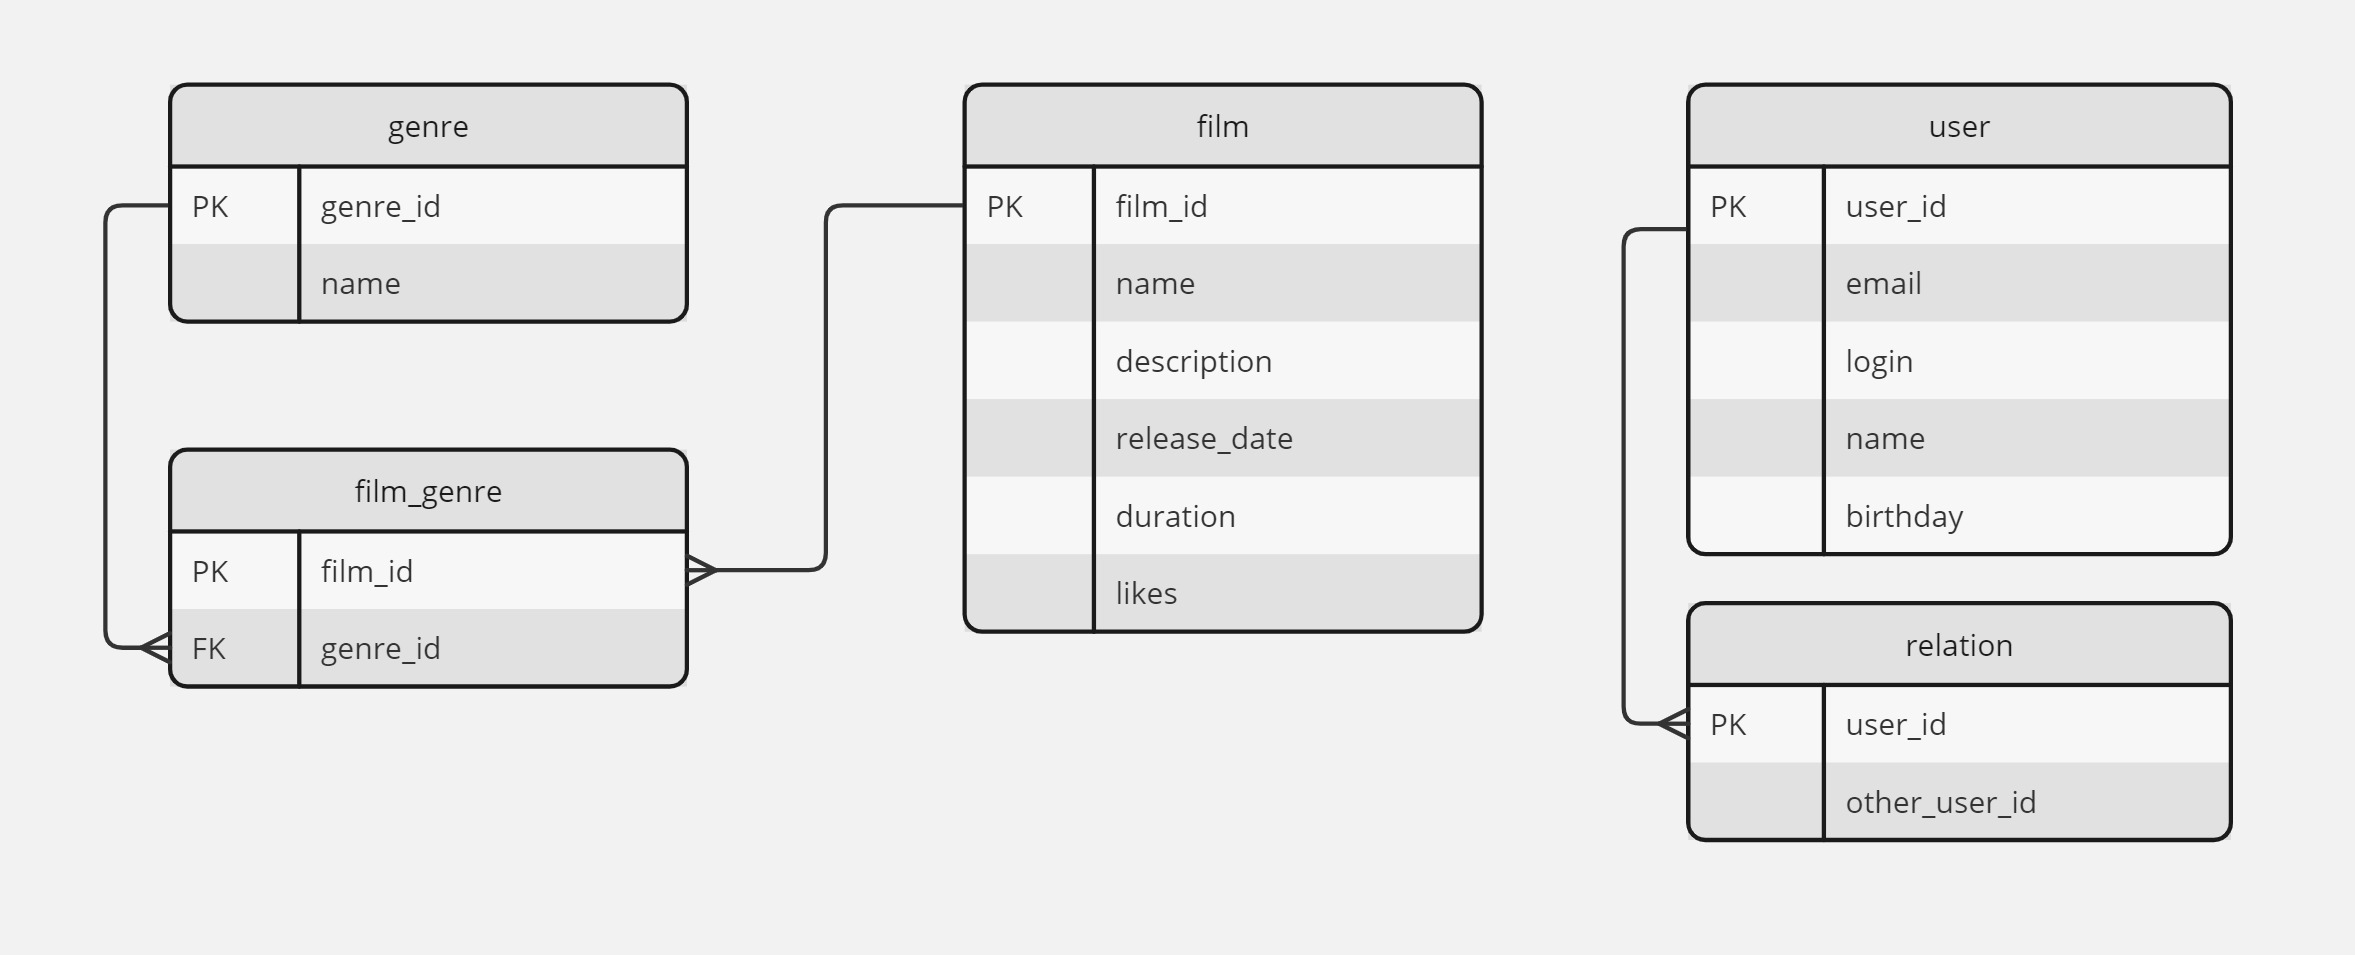 genre
PK genre_id
name
film_genre
PK film_id
FK genre_id
film
PK film_id
name
description
release_date
duration
likes
user
PK user_id
email
login
name
birthday
relation
PK user_id
other_user_id